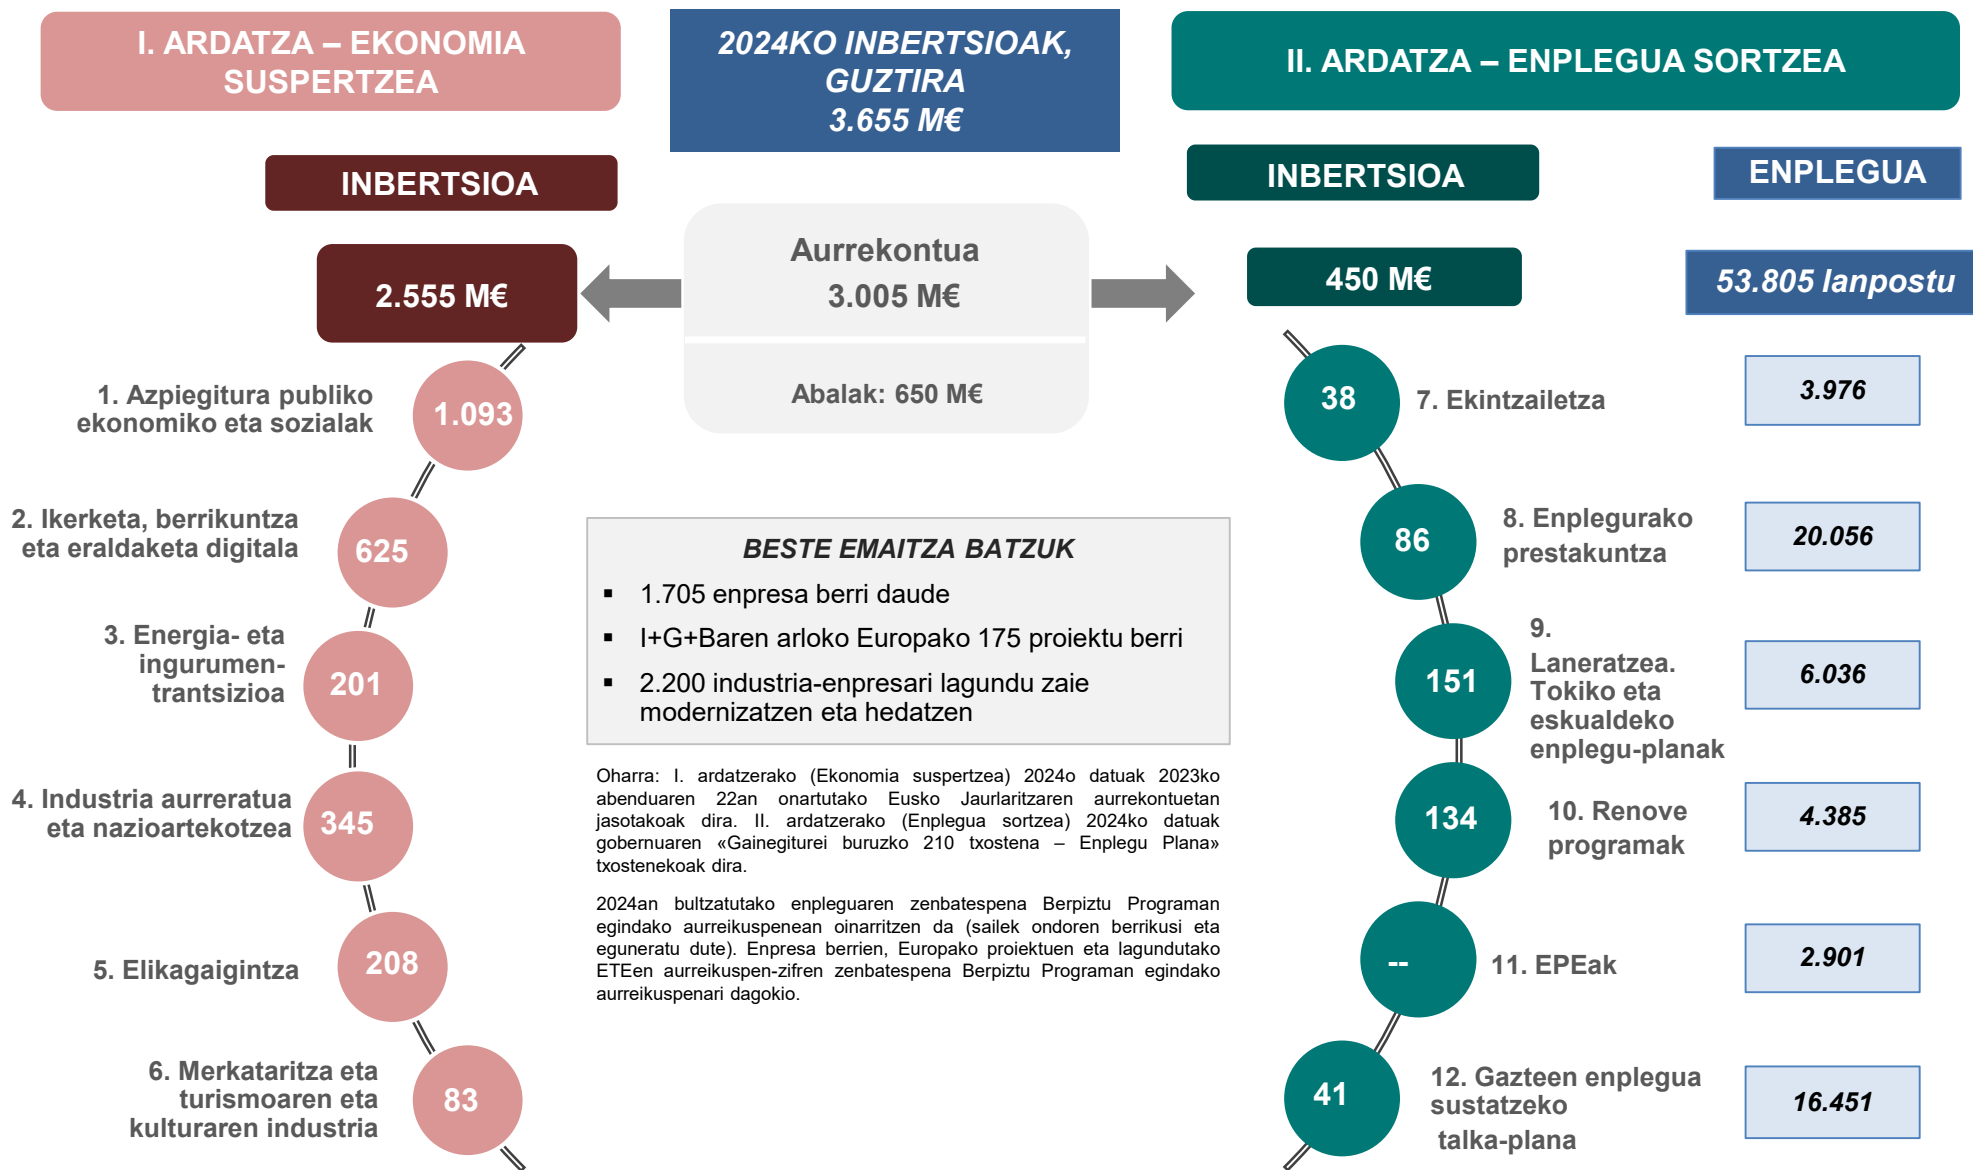 I. ARDATZA – EKONOMIA
SUSPERTZEA
2024KO INBERTSIOAK,
GUZTIRA
3.655 M€
II. ARDATZA – ENPLEGUA SORTZEA
INBERTSIOA
INBERTSIOA
ENPLEGUA
2.555 M€
Aurrekontua
3.005 M€
Abalak: 650 M€
450 M€
53.805 lanpostu
1. Azpiegitura publiko
ekonomiko eta sozialak
1.093
2. Ikerketa, berrikuntza
eta eraldaketa digitala
625
3. Energia- eta
ingurumen-
trantsizioa
201
4. Industria aurreratua
eta nazioartekotzea
345
5. Elikagaigintza
208
6. Merkataritza eta
turismoaren eta
kulturaren industria
83
BESTE EMAITZA BATZUK
▪ 1.705 enpresa berri daude
▪ I+G+Baren arloko Europako 175 proiektu berri
▪ 2.200 industria-enpresari lagundu zaie
modernizatzen eta hedatzen
Oharra: I. ardatzerako (Ekonomia suspertzea) 2024o datuak 2023ko
abenduaren 22an onartutako Eusko Jaurlaritzaren aurrekontuetan
jasotakoak dira. II. ardatzerako (Enplegua sortzea) 2024ko datuak
gobernuaren «Gainegiturei buruzko 210 txostena – Enplegu Plana»
txostenekoak dira.
2024an bultzatutako enpleguaren zenbatespena Berpiztu Programan
egindako aurreikuspenean oinarritzen da (sailek ondoren berrikusi eta
eguneratu dute). Enpresa berrien, Europako proiektuen eta lagundutako
ETEen aurreikuspen-zifren zenbatespena Berpiztu Programan egindako
aurreikuspenari dagokio.
38
7. Ekintzailetza
3.976
86
8. Enplegurako
prestakuntza
20.056
151
9.
Laneratzea.
Tokiko eta
eskualdeko
enplegu-planak
6.036
134
10. Renove
programak
4.385
--
11. EPEak
2.901
41
12. Gazteen enplegua
sustatzeko
talka-plana
16.451